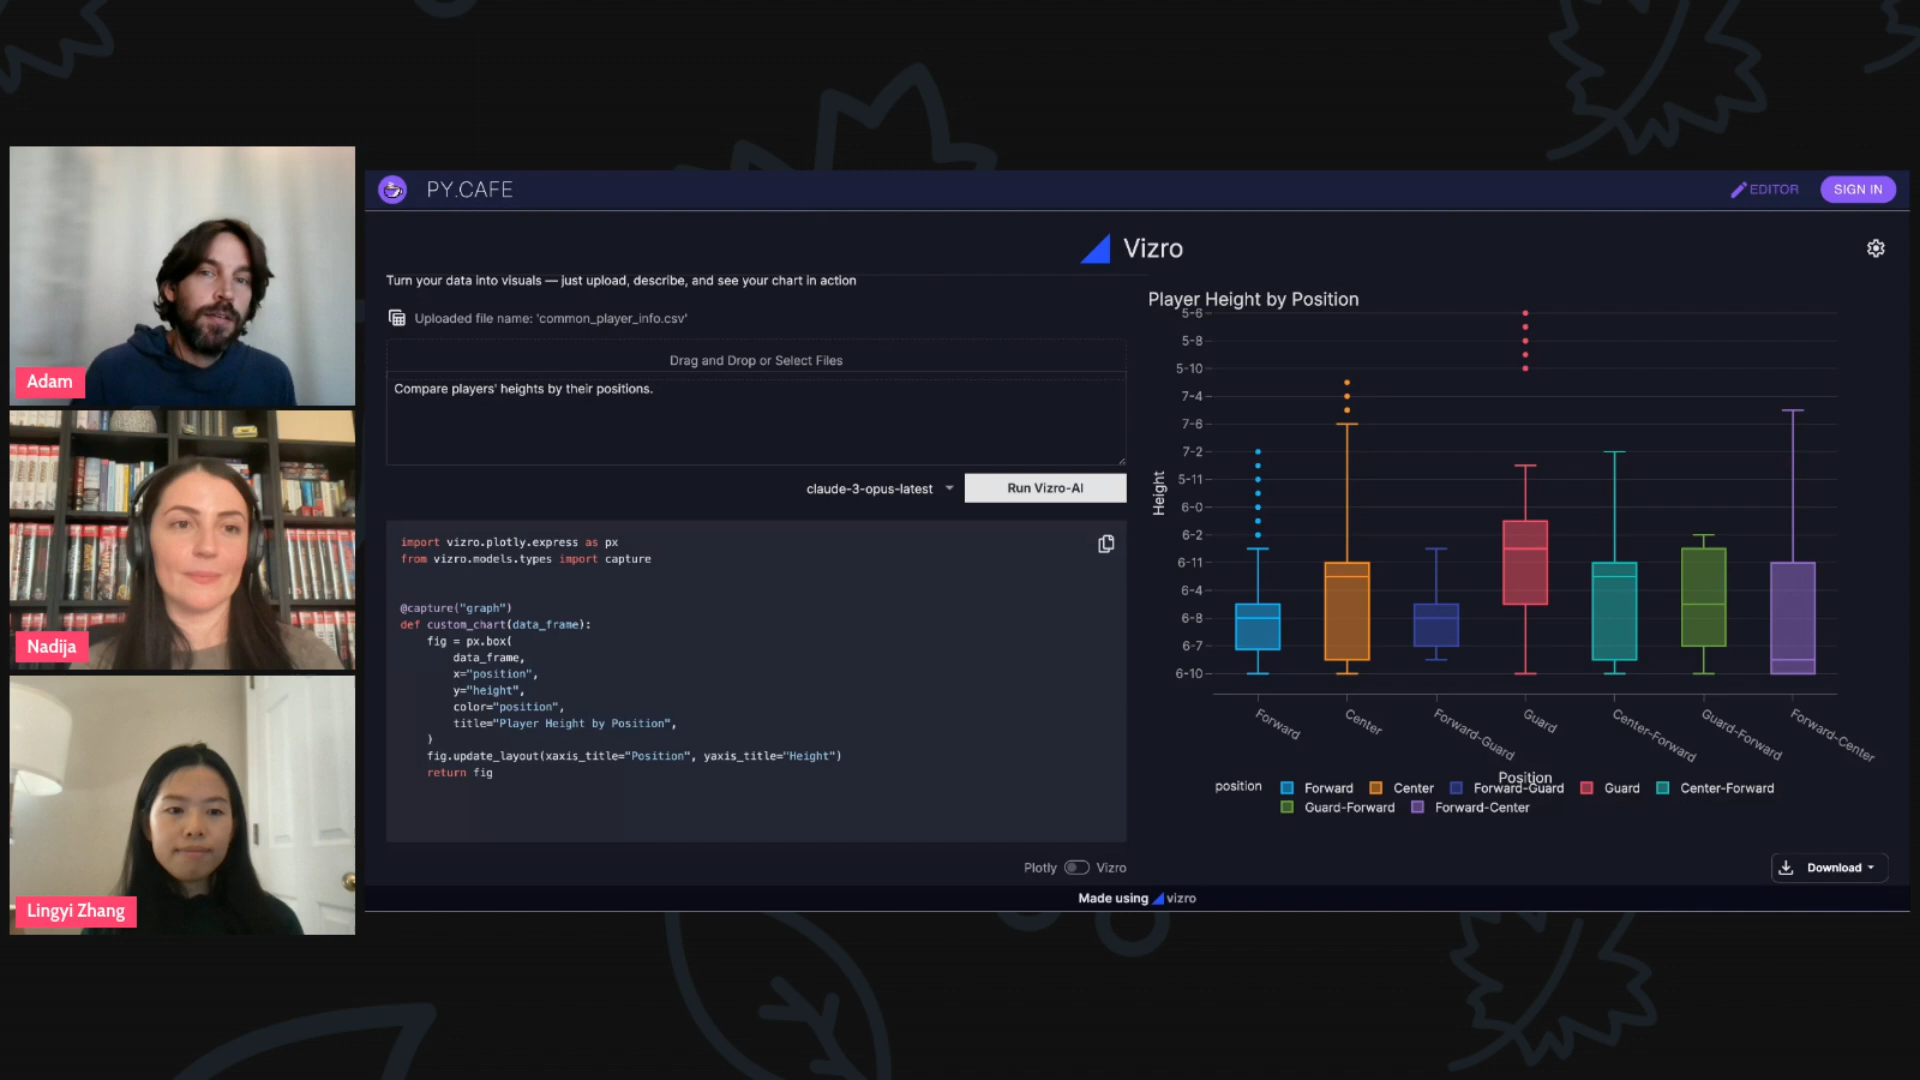 Adam
Nadija
Lingyi Zhang
PY.CAFE
EDITOR
SIGN IN
Vizro
Turn your data into visuals — just upload, describe, and see your chart in action
Uploaded file name: 'common_player_info.csv'
Drag and Drop or Select Files
Compare players' heights by their positions.
claude-3-opus-latest
Run Vizro-AI
import vizro.plotly.express as px
from vizro.models.types import capture
@capture("graph")
def custom_chart(data_frame):
fig = px.box(
data_frame,
x="position",
y="height",
color="position",
title="Player Height by Position",
)
fig.update_layout(xaxis_title="Position", yaxis_title="Height")
return fig
Plotly
Vizro
Player Height by Position
Height
5-6
5-8
5-10
7-4
7-6
7-2
5-11
6-0
6-2
6-11
6-4
6-8
6-7
6-10
Forward
Center
Forward-Guard
Guard
Center-Forward
Guard-Forward
Forward-Center
Position
position
Forward
Center
Forward-Guard
Guard
Center-Forward
Guard-Forward
Forward-Center
Download
Made using vizro